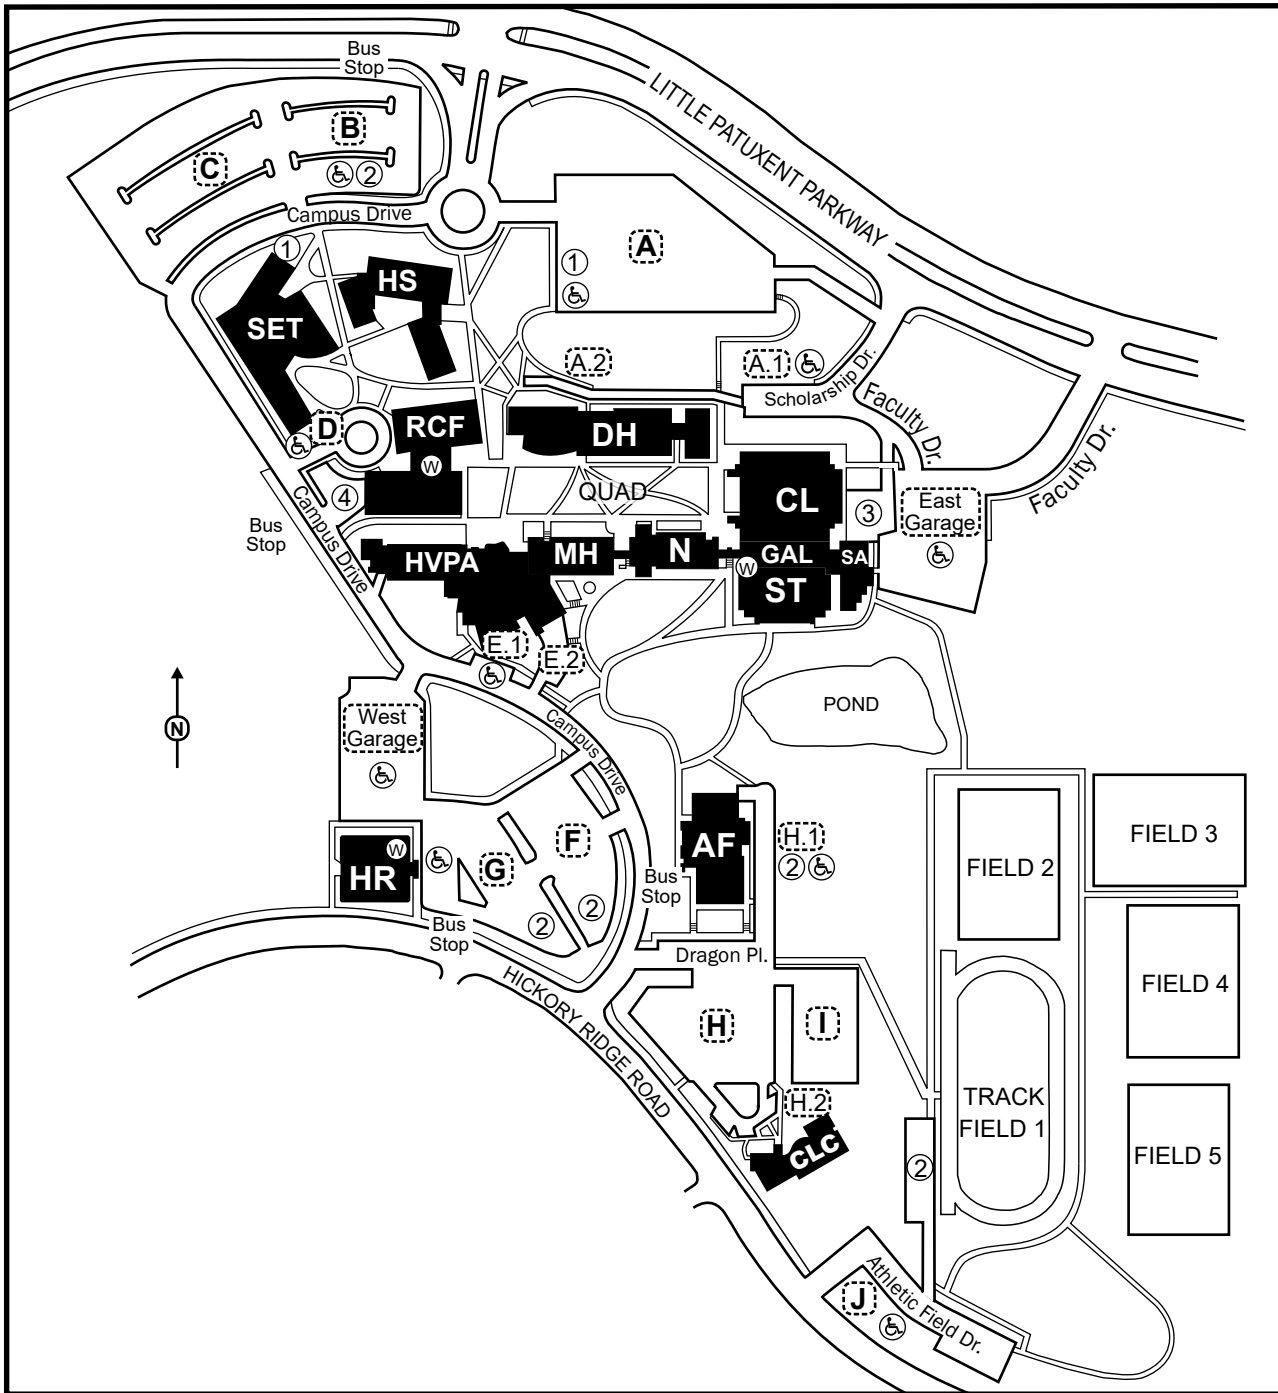 Bus
Stop
LITTLE PATUXENT PARKWAY
B
C
2
Campus Drive
A
1
1
HS
SET
A.2
A.1
Scholarship Dr.
Faculty Dr.
Faculty Dr.
D
RCF
W
DH
QUAD
CL
4
Campus Drive
Bus
Stop
East
Garage
3
HVPA
MH
N
GAL
SA
W
ST
E.1
E.2
N
West
Garage
Campus Drive
POND
F
G
W
HR
2
2
Bus
Stop
AF
H.1
2
Bus
Stop
Dragon Pl.
HICKORY RIDGE ROAD
H
I
H.2
CLC
FIELD 2
FIELD 3
FIELD 4
TRACK
FIELD 1
FIELD 5
2
J
Athletic Field Dr.